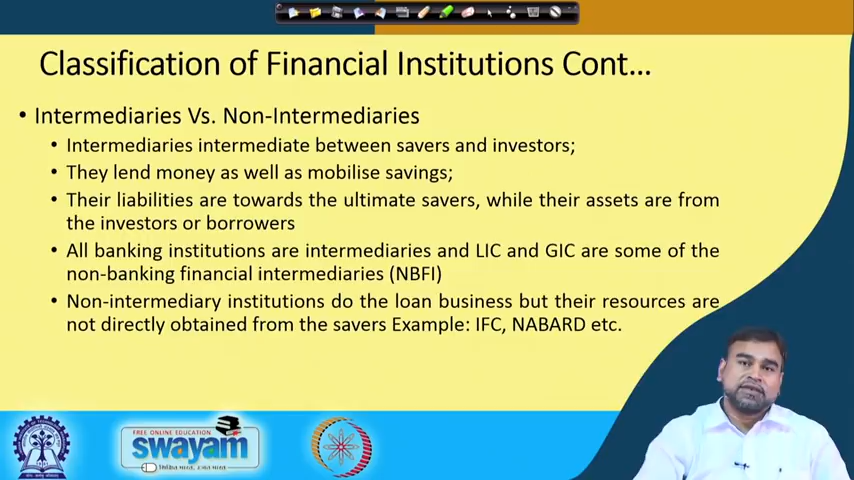 Classification of Financial Institutions Cont…
• Intermediaries Vs. Non-Intermediaries
• Intermediaries intermediate between savers and investors;
• They lend money as well as mobilise savings;
• Their liabilities are towards the ultimate savers, while their assets are from
the investors or borrowers
• All banking institutions are intermediaries and LIC and GIC are some of the
non-banking financial intermediaries (NBFI)
• Non-intermediary institutions do the loan business but their resources are
not directly obtained from the savers Example: IFC, NABARD etc.
FREE ONLINE EDUCATION
swayam